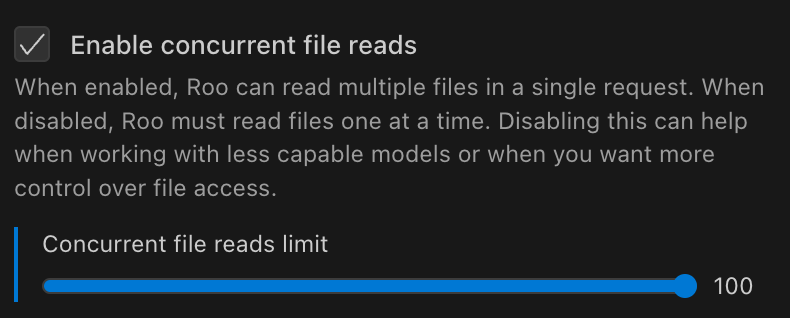 Enable concurrent file reads
When enabled, Roo can read multiple files in a single request. When
disabled, Roo must read files one at a time. Disabling this can help
when working with less capable models or when you want more
control over file access.
Concurrent file reads limit
100